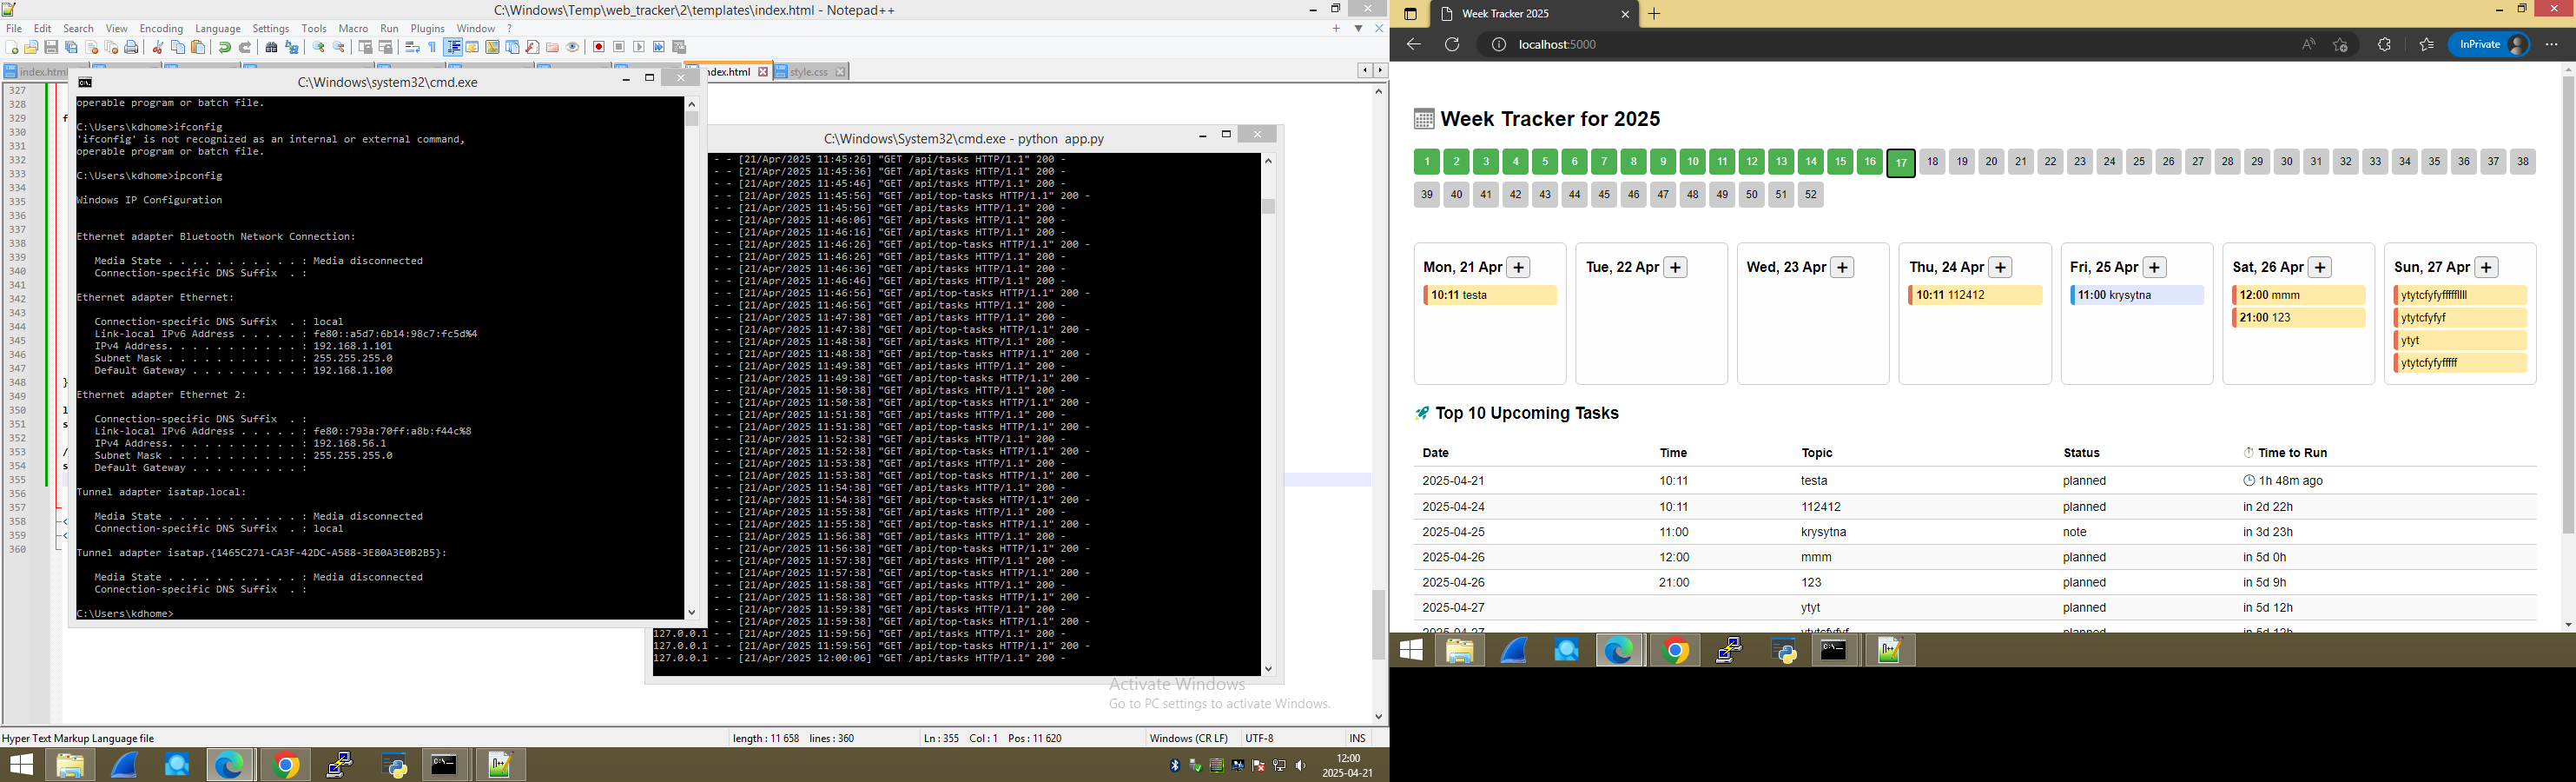 C:\Windows\Temp\web_tracker\2\templates\index.html - Notepad++
File Edit Search View Encoding Language Settings Tools Macro Run Plugins Window ?
index.html
index.html
style.css
327
328
329 f
330
331
332
333
334
335
336
337
338
339
340
341
342
343
344
345
346
347
348 }
349
350 l
351 s
352
353 /
354 s
355
356
357
358 <
359 <
360
C:\Windows\system32\cmd.exe
operable program or batch file.
C:\Users\kdhome>ifconfig
'ifconfig' is not recognized as an internal or external command,
operable program or batch file.
C:\Users\kdhome>ipconfig
Windows IP Configuration
Ethernet adapter Bluetooth Network Connection:
Media State . . . . . . . . . . . : Media disconnected
Connection-specific DNS Suffix . :
Ethernet adapter Ethernet:
Connection-specific DNS Suffix . : local
Link-local IPv6 Address . . . . . : fe80::a5d7:6b14:98c7:fc5d%4
IPv4 Address. . . . . . . . . . . : 192.168.1.101
Subnet Mask . . . . . . . . . . . : 255.255.255.0
Default Gateway . . . . . . . . . : 192.168.1.100
Ethernet adapter Ethernet 2:
Connection-specific DNS Suffix . :
Link-local IPv6 Address . . . . . : fe80::793a:70ff:a8b:f44c%8
IPv4 Address. . . . . . . . . . . : 192.168.56.1
Subnet Mask . . . . . . . . . . . : 255.255.255.0
Default Gateway . . . . . . . . . :
Tunnel adapter isatap.local:
Media State . . . . . . . . . . . : Media disconnected
Connection-specific DNS Suffix . : local
Tunnel adapter isatap.{1465C271-CA3F-42DC-A588-3E80A3E0B2B5}:
Media State . . . . . . . . . . . : Media disconnected
Connection-specific DNS Suffix . :
C:\Users\kdhome>
C:\Windows\System32\cmd.exe - python app.py
- - [21/Apr/2025 11:45:26] "GET /api/tasks HTTP/1.1" 200 -
- - [21/Apr/2025 11:45:36] "GET /api/tasks HTTP/1.1" 200 -
- - [21/Apr/2025 11:45:46] "GET /api/tasks HTTP/1.1" 200 -
- - [21/Apr/2025 11:45:56] "GET /api/top-tasks HTTP/1.1" 200 -
- - [21/Apr/2025 11:45:56] "GET /api/tasks HTTP/1.1" 200 -
- - [21/Apr/2025 11:46:06] "GET /api/tasks HTTP/1.1" 200 -
- - [21/Apr/2025 11:46:16] "GET /api/tasks HTTP/1.1" 200 -
- - [21/Apr/2025 11:46:26] "GET /api/top-tasks HTTP/1.1" 200 -
- - [21/Apr/2025 11:46:26] "GET /api/tasks HTTP/1.1" 200 -
- - [21/Apr/2025 11:46:36] "GET /api/tasks HTTP/1.1" 200 -
- - [21/Apr/2025 11:46:46] "GET /api/tasks HTTP/1.1" 200 -
- - [21/Apr/2025 11:46:56] "GET /api/top-tasks HTTP/1.1" 200 -
- - [21/Apr/2025 11:46:56] "GET /api/tasks HTTP/1.1" 200 -
- - [21/Apr/2025 11:47:38] "GET /api/tasks HTTP/1.1" 200 -
- - [21/Apr/2025 11:47:38] "GET /api/top-tasks HTTP/1.1" 200 -
- - [21/Apr/2025 11:48:38] "GET /api/tasks HTTP/1.1" 200 -
- - [21/Apr/2025 11:48:38] "GET /api/top-tasks HTTP/1.1" 200 -
- - [21/Apr/2025 11:49:38] "GET /api/tasks HTTP/1.1" 200 -
- - [21/Apr/2025 11:49:38] "GET /api/top-tasks HTTP/1.1" 200 -
- - [21/Apr/2025 11:50:38] "GET /api/tasks HTTP/1.1" 200 -
- - [21/Apr/2025 11:50:38] "GET /api/top-tasks HTTP/1.1" 200 -
- - [21/Apr/2025 11:51:38] "GET /api/tasks HTTP/1.1" 200 -
- - [21/Apr/2025 11:51:38] "GET /api/top-tasks HTTP/1.1" 200 -
- - [21/Apr/2025 11:52:38] "GET /api/tasks HTTP/1.1" 200 -
- - [21/Apr/2025 11:52:38] "GET /api/top-tasks HTTP/1.1" 200 -
- - [21/Apr/2025 11:53:38] "GET /api/tasks HTTP/1.1" 200 -
- - [21/Apr/2025 11:53:38] "GET /api/top-tasks HTTP/1.1" 200 -
- - [21/Apr/2025 11:54:38] "GET /api/tasks HTTP/1.1" 200 -
- - [21/Apr/2025 11:54:38] "GET /api/top-tasks HTTP/1.1" 200 -
- - [21/Apr/2025 11:55:38] "GET /api/tasks HTTP/1.1" 200 -
- - [21/Apr/2025 11:55:38] "GET /api/top-tasks HTTP/1.1" 200 -
- - [21/Apr/2025 11:56:38] "GET /api/tasks HTTP/1.1" 200 -
- - [21/Apr/2025 11:56:38] "GET /api/top-tasks HTTP/1.1" 200 -
- - [21/Apr/2025 11:57:38] "GET /api/tasks HTTP/1.1" 200 -
- - [21/Apr/2025 11:57:38] "GET /api/top-tasks HTTP/1.1" 200 -
- - [21/Apr/2025 11:58:38] "GET /api/tasks HTTP/1.1" 200 -
- - [21/Apr/2025 11:58:38] "GET /api/top-tasks HTTP/1.1" 200 -
- - [21/Apr/2025 11:59:38] "GET /api/tasks HTTP/1.1" 200 -
- - [21/Apr/2025 11:59:38] "GET /api/top-tasks HTTP/1.1" 200 -
127.0.0.1 - - [21/Apr/2025 11:59:56] "GET /api/tasks HTTP/1.1" 200 -
127.0.0.1 - - [21/Apr/2025 11:59:56] "GET /api/top-tasks HTTP/1.1" 200 -
127.0.0.1 - - [21/Apr/2025 12:00:06] "GET /api/tasks HTTP/1.1" 200 -
Activate Windows
Go to PC settings to activate Windows.
Hyper Text Markup Language file length : 11 658 lines : 360 Ln : 355 Col : 1 Pos : 11 620 Windows (CR LF) UTF-8 INS
12:00
2025-04-21
Week Tracker 2025
localhost:5000
InPrivate
Week Tracker for 2025
1 2 3 4 5 6 7 8 9 10 11 12 13 14 15 16 17 18 19 20 21 22 23 24 25 26 27 28 29 30 31 32 33 34 35 36 37 38
39 40 41 42 43 44 45 46 47 48 49 50 51 52
Mon, 21 Apr +
10:11 testa
Tue, 22 Apr +
Wed, 23 Apr +
Thu, 24 Apr +
10:11 112412
Fri, 25 Apr +
11:00 krysytna
Sat, 26 Apr +
12:00 mmm
21:00 123
Sun, 27 Apr +
ytytcfyfyfffffllll
ytytcfyfyf
ytyt
ytytcfyfyfffff
Top 10 Upcoming Tasks
Date Time Topic Status Time to Run
2025-04-21 10:11 testa planned 1h 48m ago
2025-04-24 10:11 112412 planned in 2d 22h
2025-04-25 11:00 krysytna note in 3d 23h
2025-04-26 12:00 mmm planned in 5d 0h
2025-04-26 21:00 123 planned in 5d 9h
2025-04-27 ytyt planned in 5d 12h
2025-04-27 ytytcfyfyf planned in 5d 12h